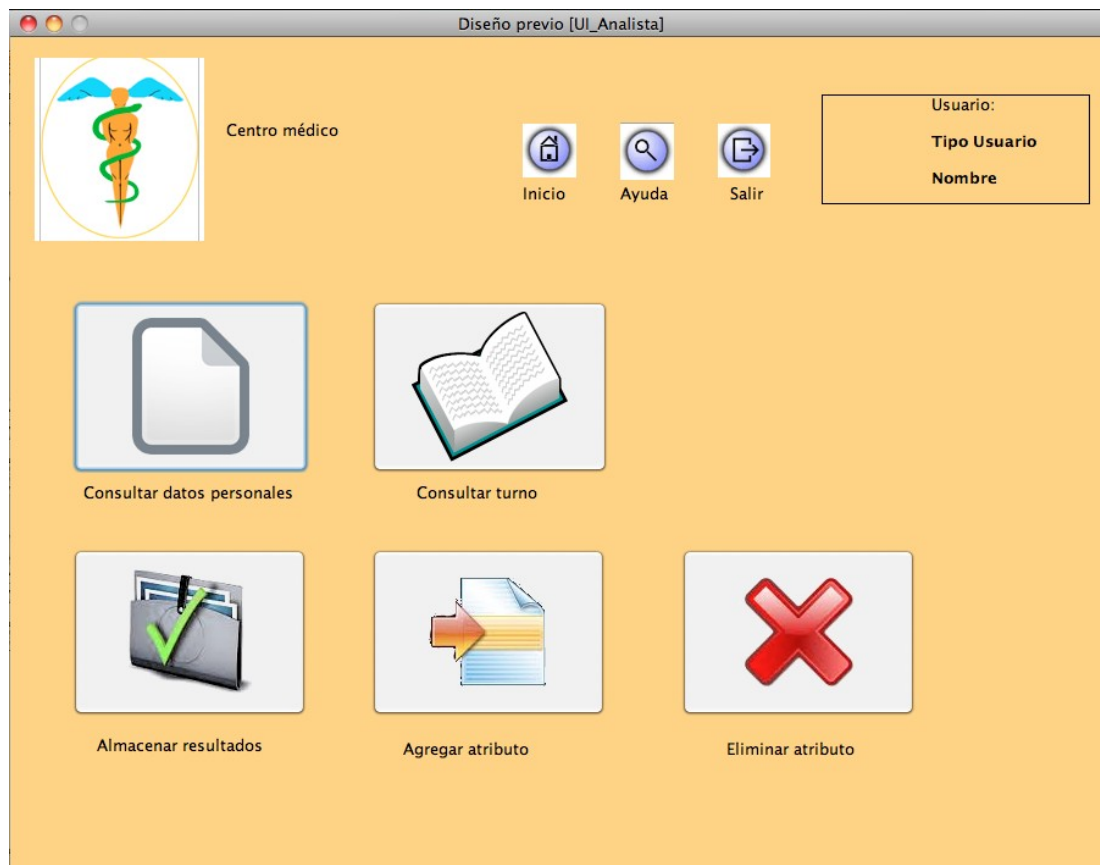 Diseño previo [UI_Analista]
Centro médico
Inicio
Ayuda
Salir
Usuario:
Tipo Usuario
Nombre
Consultar datos personales
Consultar turno
Almacenar resultados
Agregar atributo
Eliminar atributo